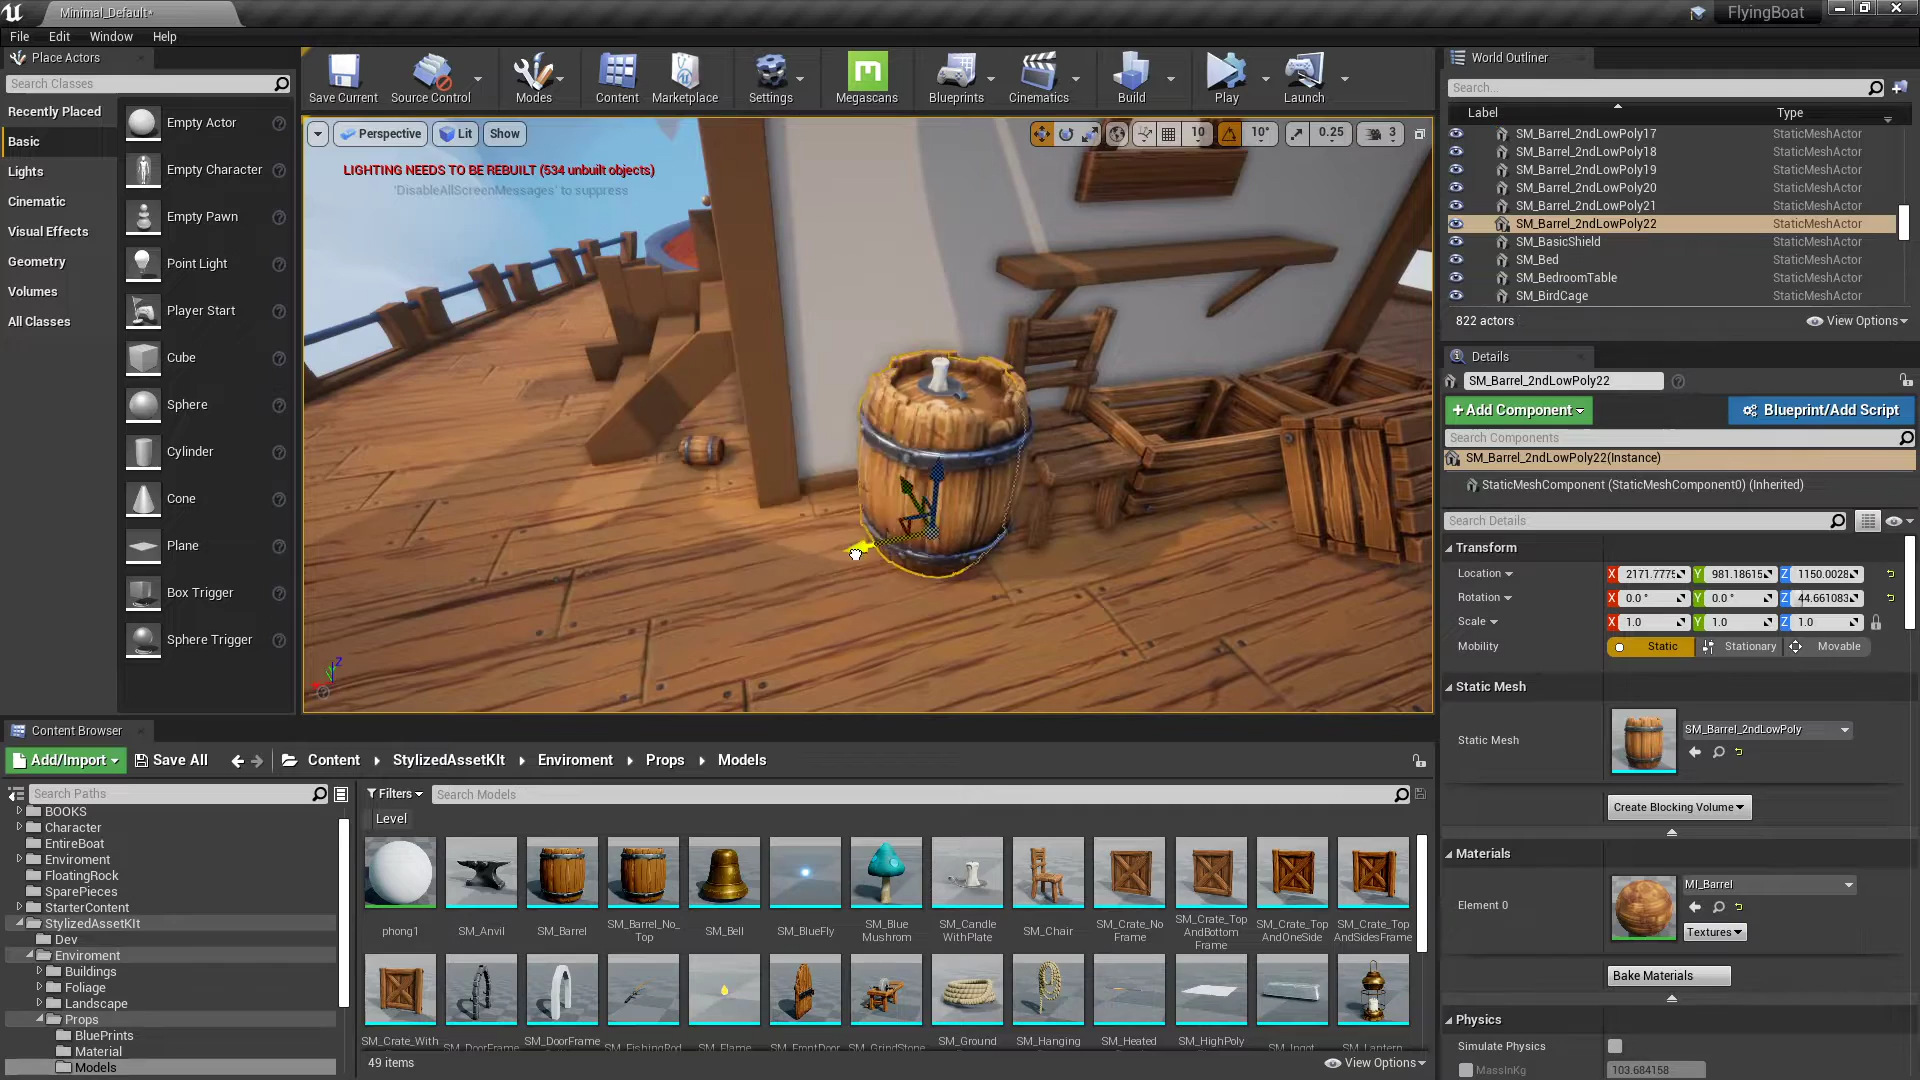 Minimal_Default*
FlyingBoat
File Edit Window Help
Place Actors
Search Classes
Recently Placed
Basic
Lights
Cinematic
Visual Effects
Geometry
Volumes
All Classes
Empty Actor
Empty Character
Empty Pawn
Point Light
Player Start
Cube
Sphere
Cylinder
Cone
Plane
Box Trigger
Sphere Trigger
Save Current Source Control Modes Content Marketplace Settings Megascans Blueprints Cinematics Build Play Launch
Perspective Lit Show 10 10° 0.25 3
LIGHTING NEEDS TO BE REBUILT (534 unbuilt objects)
'DisableAllScreenMessages' to suppress
Z
World Outliner
Search...
Label Type
SM_Barrel_2ndLowPoly17 StaticMeshActor
SM_Barrel_2ndLowPoly18 StaticMeshActor
SM_Barrel_2ndLowPoly19 StaticMeshActor
SM_Barrel_2ndLowPoly20 StaticMeshActor
SM_Barrel_2ndLowPoly21 StaticMeshActor
SM_Barrel_2ndLowPoly22 StaticMeshActor
SM_BasicShield StaticMeshActor
SM_Bed StaticMeshActor
SM_BedroomTable StaticMeshActor
SM_BirdCage StaticMeshActor
822 actors View Options
Details
SM_Barrel_2ndLowPoly22
+Add Component Blueprint/Add Script
Search Components
SM_Barrel_2ndLowPoly22(Instance)
StaticMeshComponent (StaticMeshComponent0) (Inherited)
Search Details
Transform
Location X 2171.7775 Y 981.18615 Z 1150.0028
Rotation X 0.0 ° Y 0.0 ° Z 44.661083
Scale X 1.0 Y 1.0 Z 1.0
Mobility Static Stationary Movable
Static Mesh
Static Mesh SM_Barrel_2ndLowPoly
Create Blocking Volume
Materials
Element 0 MI_Barrel
Textures
Bake Materials
Physics
Simulate Physics
MassInKg 103.684158
Content Browser
Add/Import Save All Content StylizedAssetKIt Enviroment Props Models
Search Paths
BOOKS
Character
EntireBoat
Enviroment
FloatingRock
SparePieces
StarterContent
StylizedAssetKIt
Dev
Enviroment
Buildings
Foliage
Landscape
Props
BluePrints
Material
Models
Filters Search Models
Level
phong1
SM_Anvil
SM_Barrel
SM_Barrel_No_
Top
SM_Bell
SM_BlueFly
SM_Blue
Mushrom
SM_Candle
WithPlate
SM_Chair
SM_Crate_No
Frame
SM_Crate_Top
AndBottom
Frame
SM_Crate_Top
AndOneSide
SM_Crate_Top
AndSidesFrame
SM_Crate_With
SM_DoorFrame
SM_DoorFrame
SM_FishingRod
SM_Flame
SM_FrontDoor
SM_GrindStone
SM_Ground
SM_Hanging
SM_Heated
SM_HighPoly
SM_Ingot
SM_Lantern
49 items View Options